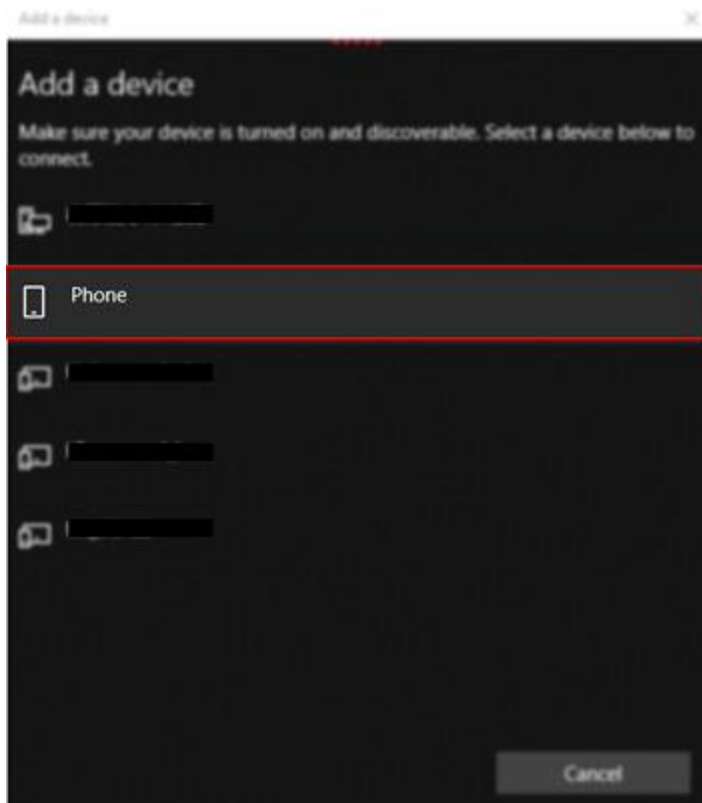 Add a device
Add a device
Make sure your device is turned on and discoverable. Select a device below to
connect.
Phone
Cancel